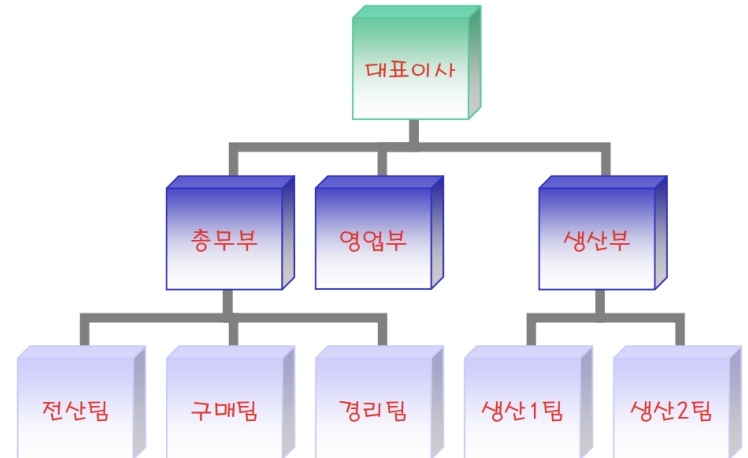 대표이사
총무부
영업부
생산부
전산팀
구매팀
경리팀
생산1팀
생산2팀